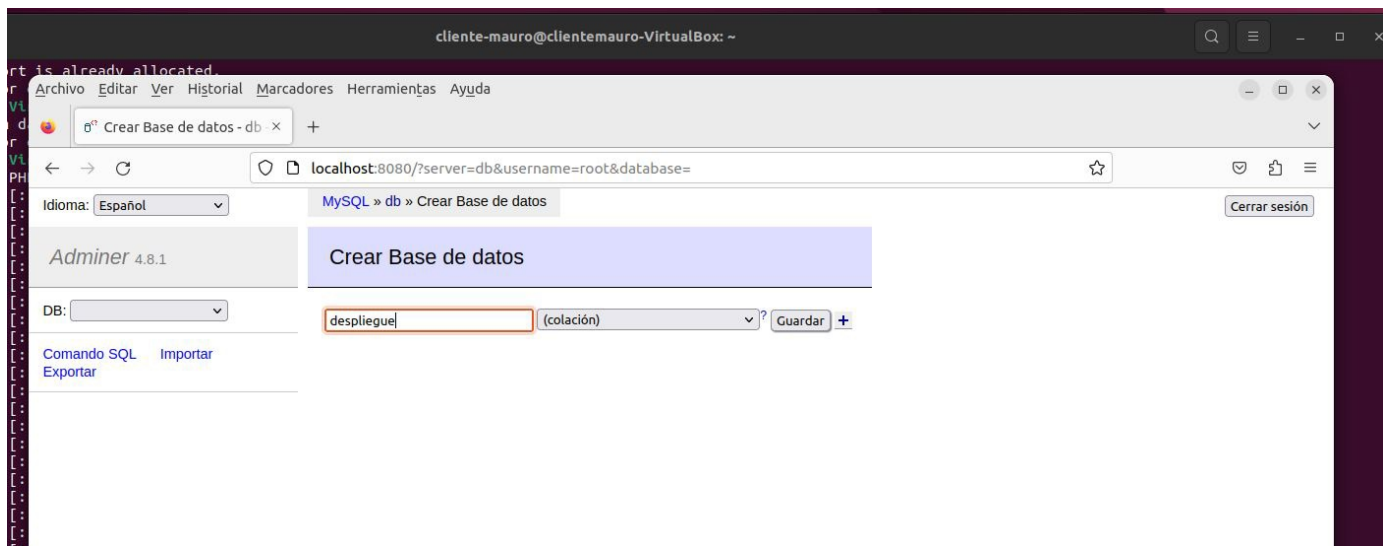 cliente-mauro@clientemauro-VirtualBox: ~
rt is already allocated.
Archivo Editar Ver Historial Marcadores Herramientas Ayuda
Crear Base de datos - db -
localhost:8080/?server=db&username=root&database=
Idioma: Español
MySQL » db » Crear Base de datos
Cerrar sesión
Adminer 4.8.1
Crear Base de datos
DB:
despliegue (colación) ? Guardar +
Comando SQL Importar
Exportar